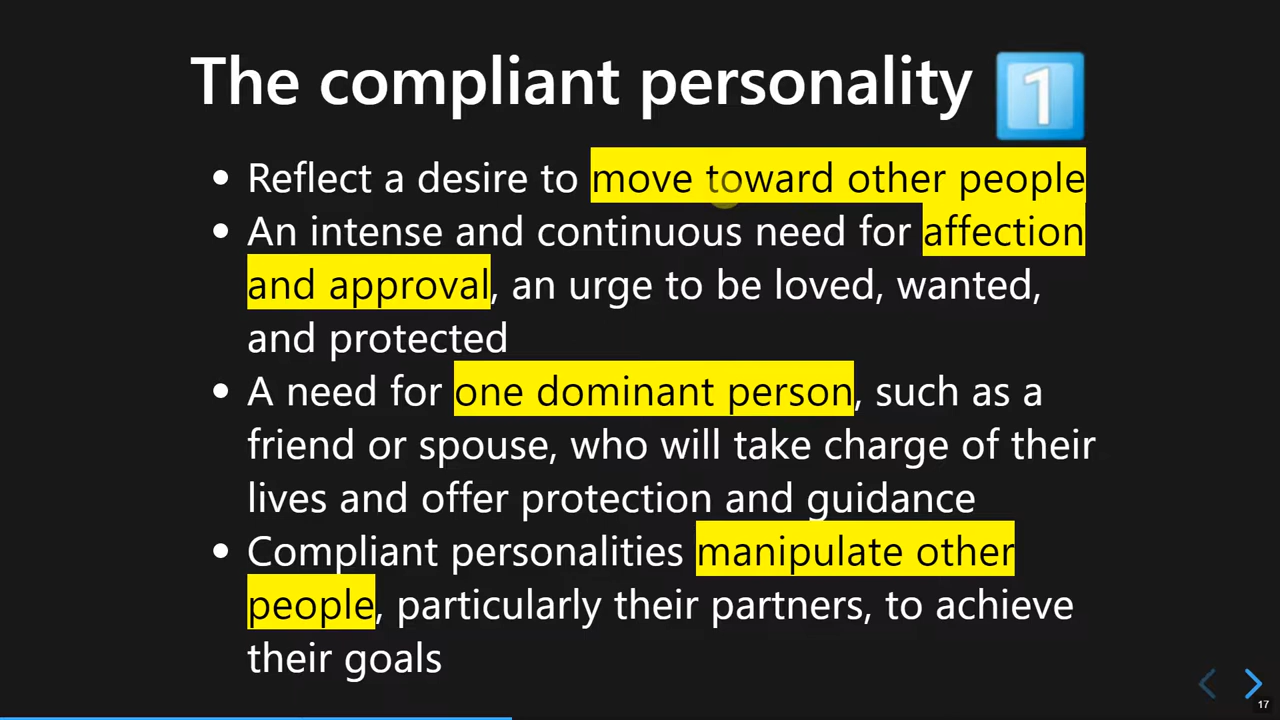 The compliant personality 1
• Reflect a desire to move toward other people
• An intense and continuous need for affection
and approval, an urge to be loved, wanted,
and protected
• A need for one dominant person, such as a
friend or spouse, who will take charge of their
lives and offer protection and guidance
• Compliant personalities manipulate other
people, particularly their partners, to achieve
their goals
17